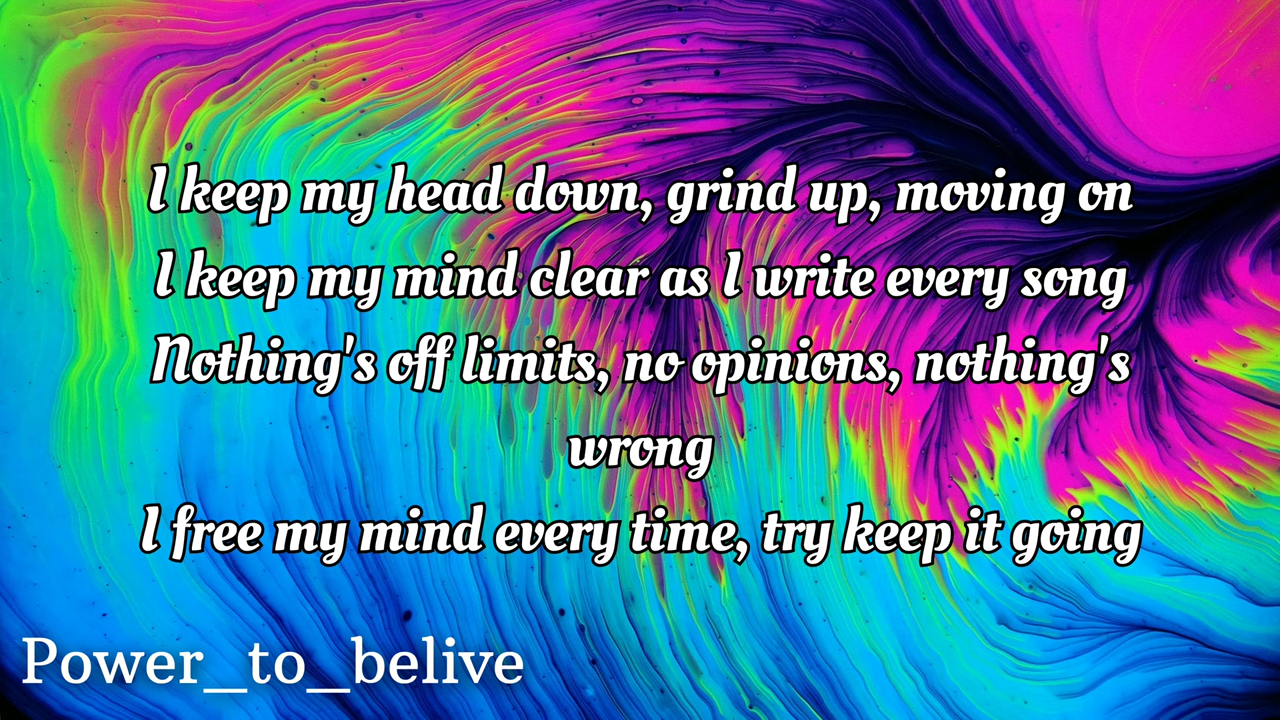 I keep my head down, grind up, moving on
I keep my mind clear as I write every song
Nothing's off limits, no opinions, nothing's
wrong
I free my mind every time, try keep it going
Power_to_belive